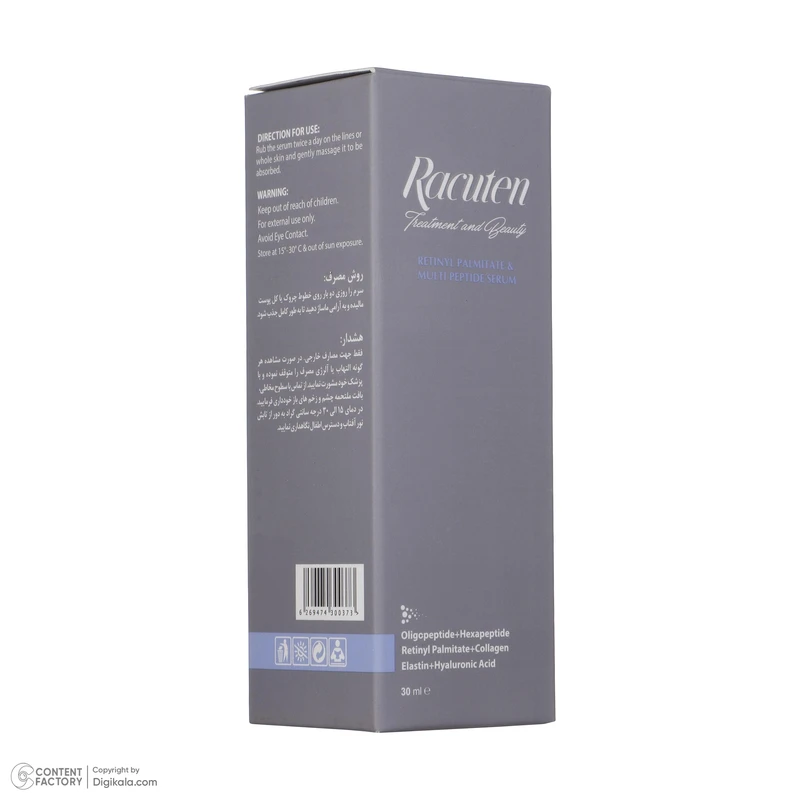 DIRECTION FOR USE:
Rub the serum twice a day on the lines or
whole skin and gently massage it to be
absorbed.
WARNING:
Keep out of reach of children.
For external use only.
Avoid Eye Contact.
Store at 15°-30° C & out of sun exposure.
روش مصرف:
سرم را روزی دو بار روی خطوط چروک یا کل پوست
مالیده و به آرامی ماساژ دهید تا به طور کامل جذب شود.
هشدار:
فقط جهت مصارف خارجی. در صورت مشاهده هر
گونه التهاب یا آلرژی مصرف را متوقف نموده و با
پزشک خود مشورت نمایید. از تماس با سطوح مخاطی،
بافت ملتحمه چشم و زخم های باز خودداری فرمایید.
در دمای ۱۵ الی ۳۰ درجه سانتی گراد به دور از تابش
نور آفتاب و دسترس اطفال نگاهداری نمایید.
6 269474 300373
Racuten
Treatment and Beauty
RETINYL PALMITATE &
MULTI PEPTIDE SERUM
Oligopeptide+Hexapeptide
Retinyl Palmitate+Collagen
Elastin+Hyaluronic Acid
30 ml ℮
CONTENT FACTORY
Copyright by
Digikala.com